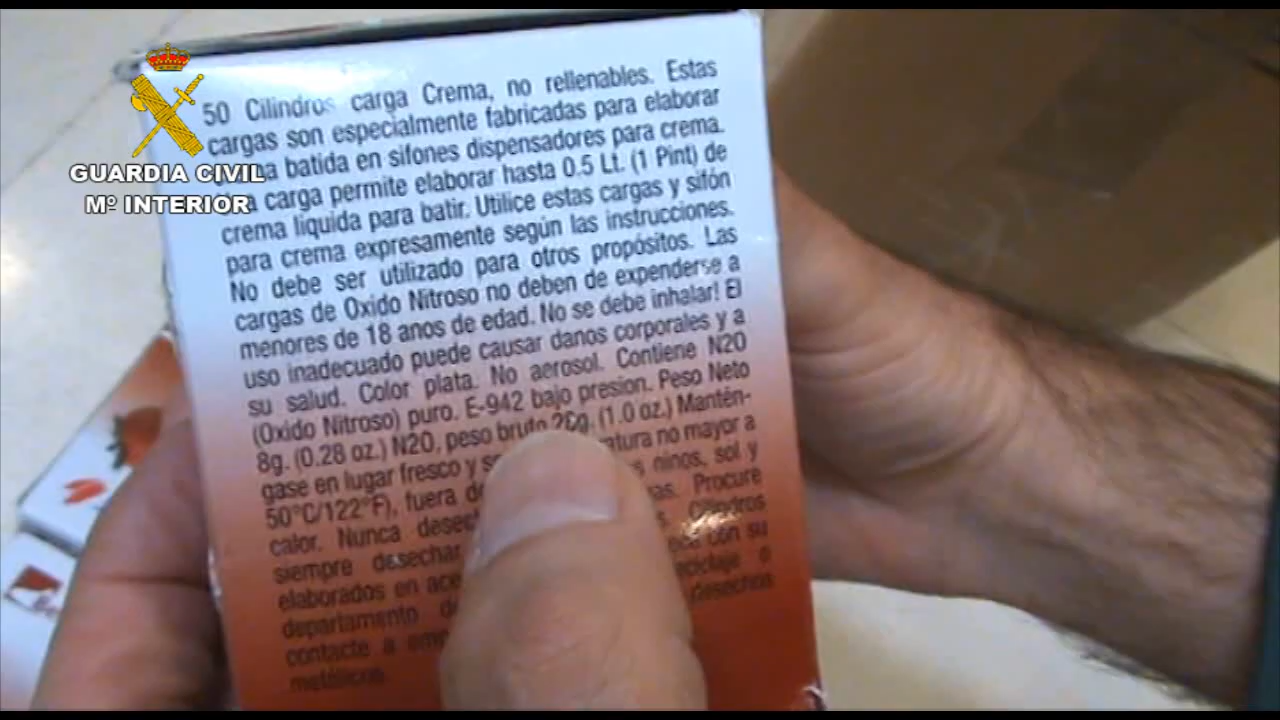 GUARDIA CIVIL
Mº INTERIOR
50 Cilindros carga Crema, no rellenables. Estas
cargas son especialmente fabricadas para elaborar
batida en sifones dispensadores para crema.
carga permite elaborar hasta 0.5 Lt. (1 Pint) de
crema liquida para batir. Utilice estas cargas y sifón
para crema expresamente según las instrucciones.
No debe ser utilizado para otros propósitos. Las
cargas de Oxido Nitroso no deben de expenderse a
menores de 18 anos de edad. No se debe inhalar! El
uso inadecuado puede causar danos corporales y a
su salud. Color plata. No aerosol. Contiene N20
(Oxido Nitroso) puro. E-942 bajo presion. Peso Neto
8g. (0.28 oz.) N20, peso bruto (1.0 oz.) Mantén-
gase en lugar fresco y no mayor a
50°C/122°F), fuera de ninos, sol y
calor. Nunca Procure
siempre desechar Cilindros
elaborados en con su
departamento reciclaje o
contacte a desechos
metálicos.